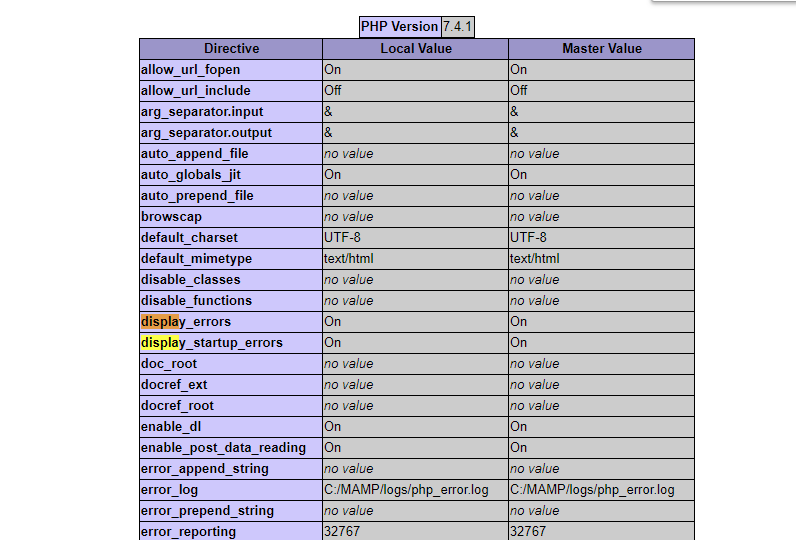 PHP Version 7.4.1
Directive Local Value Master Value
allow_url_fopen On On
allow_url_include Off Off
arg_separator.input & &
arg_separator.output & &
auto_append_file no value no value
auto_globals_jit On On
auto_prepend_file no value no value
browscap no value no value
default_charset UTF-8 UTF-8
default_mimetype text/html text/html
disable_classes no value no value
disable_functions no value no value
display_errors On On
display_startup_errors On On
doc_root no value no value
docref_ext no value no value
docref_root no value no value
enable_dl On On
enable_post_data_reading On On
error_append_string no value no value
error_log C:/MAMP/logs/php_error.log C:/MAMP/logs/php_error.log
error_prepend_string no value no value
error_reporting 32767 32767